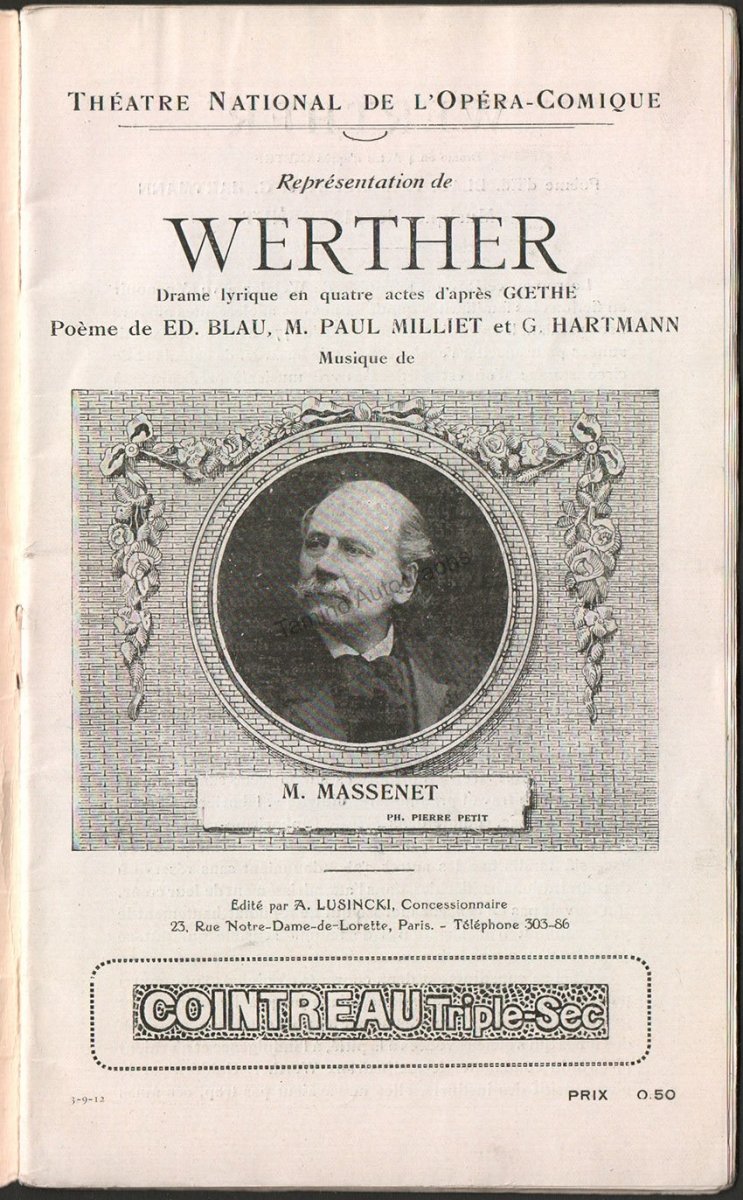 THÉATRE NATIONAL DE L'OPÉRA-COMIQUE
Représentation de
WERTHER
Drame lyrique en quatre actes d'après GŒTHE
Poème de ED. BLAU, M. PAUL MILLIET et G. HARTMANN
Musique de
Tamino Autographs
M. MASSENET
PH. PIERRE PETIT
Édité par A. LUSINCKI, Concessionnaire
23, Rue Notre-Dame-de-Lorette, Paris. - Téléphone 303-86
COINTREAU Triple-Sec
3-9-12
PRIX 0.50